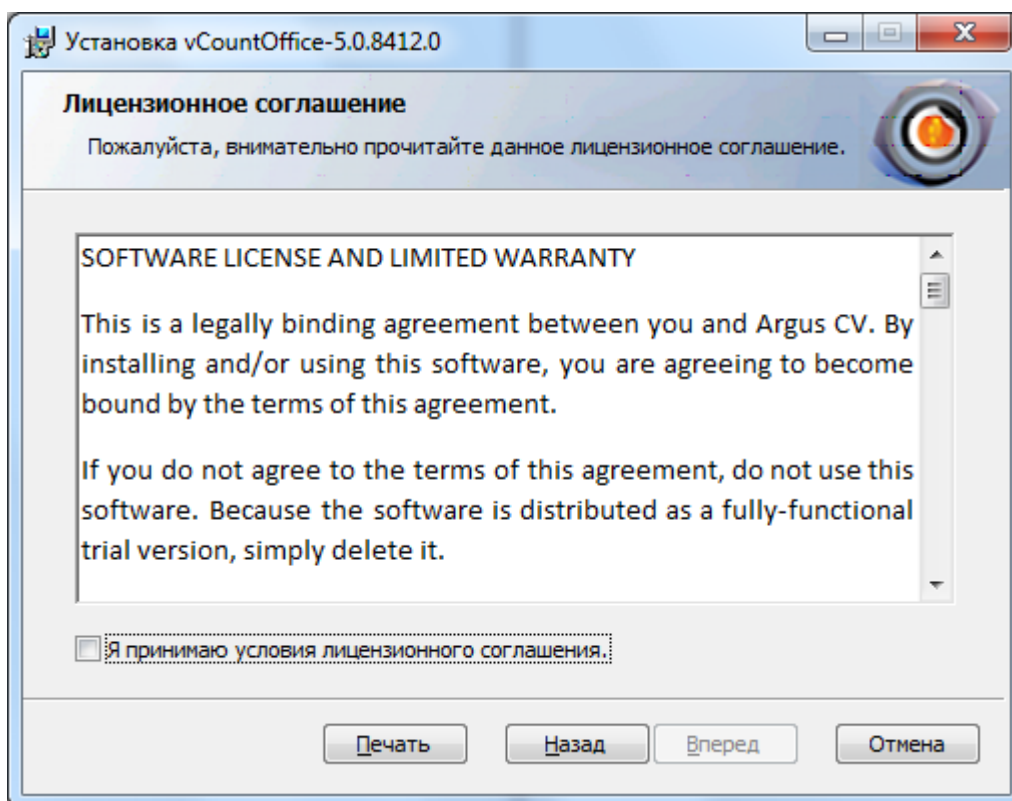 Установка vCountOffice-5.0.8412.0
Лицензионное соглашение
Пожалуйста, внимательно прочитайте данное лицензионное соглашение.
SOFTWARE LICENSE AND LIMITED WARRANTY
This is a legally binding agreement between you and Argus CV. By
installing and/or using this software, you are agreeing to become
bound by the terms of this agreement.
If you do not agree to the terms of this agreement, do not use this
software. Because the software is distributed as a fully-functional
trial version, simply delete it.
Я принимаю условия лицензионного соглашения.
Печать Назад Вперед Отмена